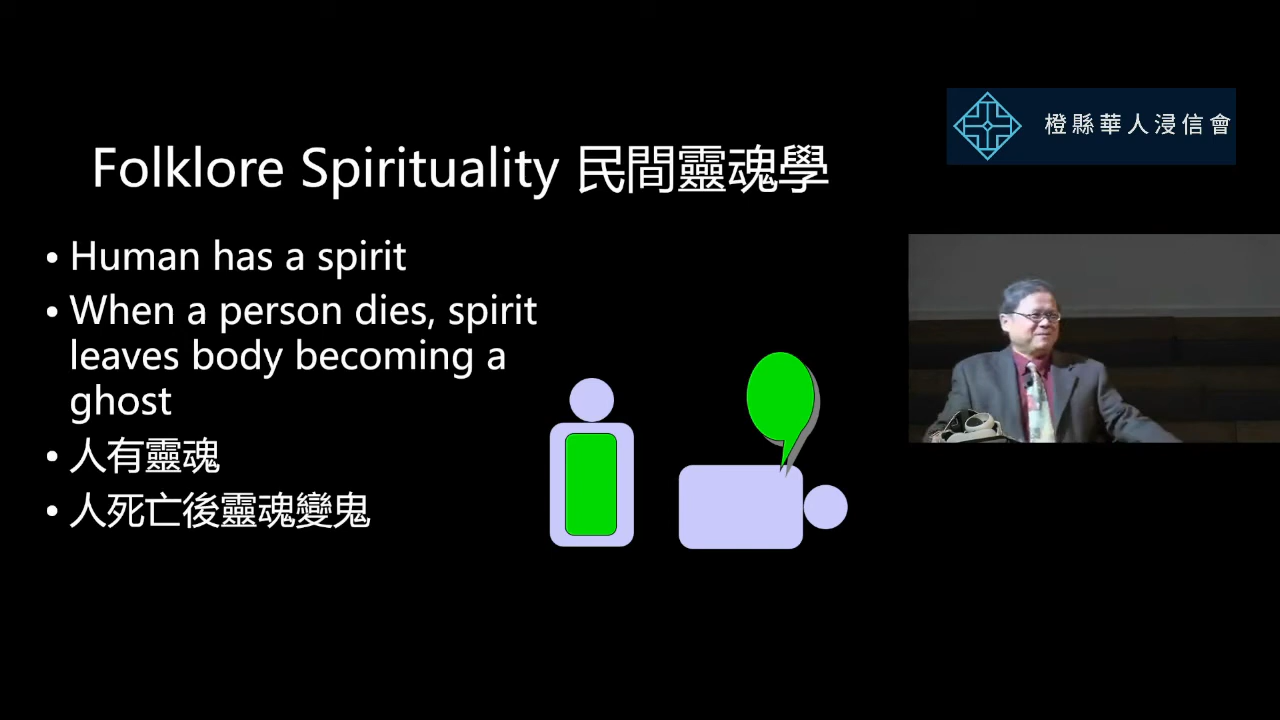 橙縣華人浸信會
Folklore Spirituality 民間靈魂學
• Human has a spirit
• When a person dies, spirit
leaves body becoming a
ghost
• 人有靈魂
• 人死亡後靈魂變鬼